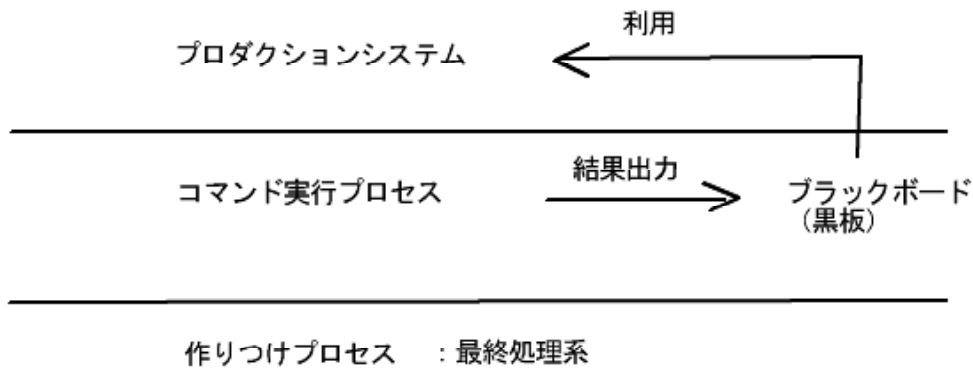 利用
プロダクションシステム
結果出力
コマンド実行プロセス
ブラックボード
（黒板）
作りつけプロセス　：最終処理系